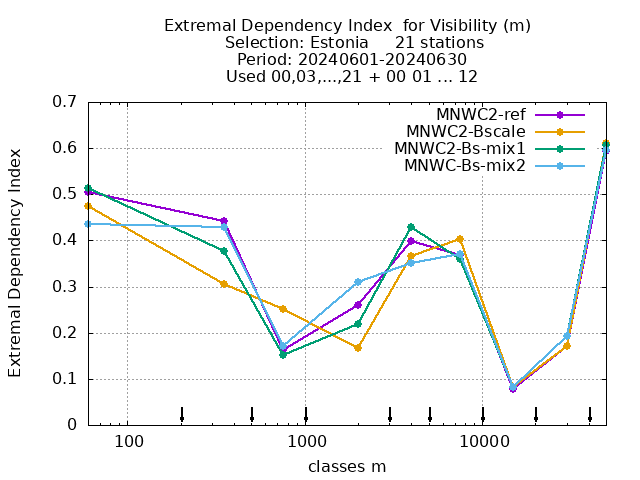 Extremal Dependency Index  for Visibility (m)
Selection: Estonia     21 stations
Period: 20240601-20240630
Used 00,03,...,21 + 00 01 ... 12
MNWC2-ref
MNWC2-Bscale
MNWC2-Bs-mix1
MNWC-Bs-mix2
Extremal Dependency Index
0.7
0.6
0.5
0.4
0.3
0.2
0.1
0
100
1000
10000
classes m